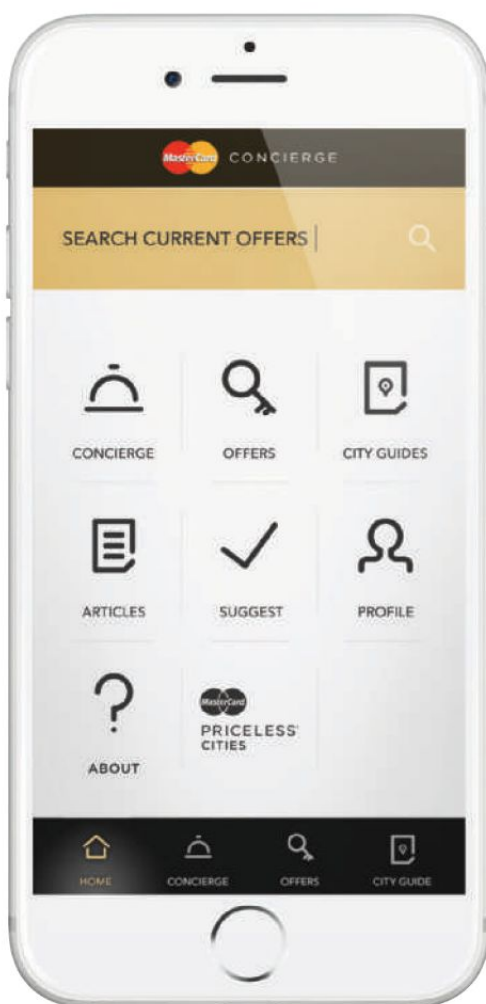 MasterCard CONCIERGE
SEARCH CURRENT OFFERS
CONCIERGE OFFERS CITY GUIDES
ARTICLES SUGGEST PROFILE
MasterCard
PRICELESS'
CITIES
ABOUT
HOME CONCIERGE OFFERS CITY GUIDE